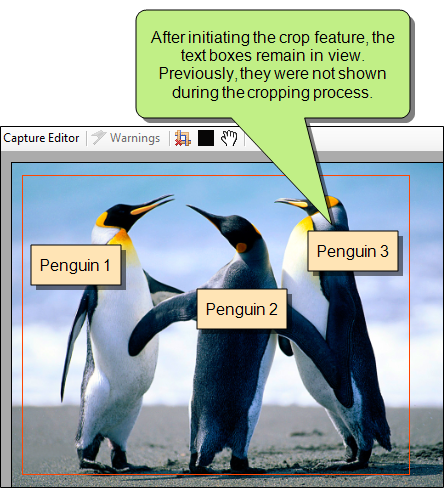 After initiating the crop feature, the
text boxes remain in view.
Previously, they were not shown
during the cropping process.
Capture Editor
Warnings
Penguin 1
Penguin 2
Penguin 3